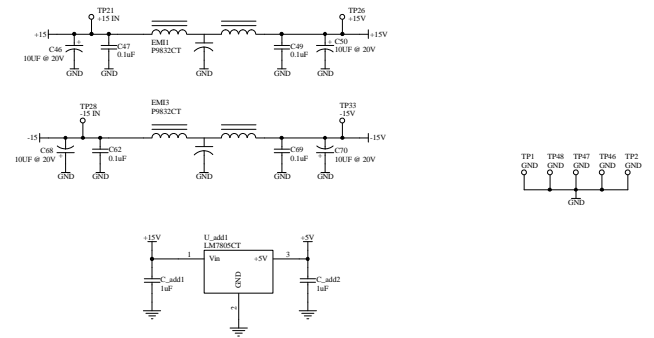 TP21
+15 IN
TP26
+15V
+15
+15V
C46
10UF @ 20V
+
C47
0.1uF
EMI1
P9832CT
C49
0.1uF
+
C50
10UF @ 20V
GND
GND
GND
GND
GND
TP28
-15 IN
EMI3
P9832CT
TP33
-15V
-15
-15V
C68
10UF @ 20V
+
C62
0.1uF
C69
0.1uF
+
C70
10UF @ 20V
GND
GND
GND
GND
GND
TP1
GND
TP48
GND
TP47
GND
TP46
GND
TP2
GND
GND
+15V
U_add1
LM7805CT
+5V
1
Vin
+5V
3
GND
2
C_add1
1uF
C_add2
1uF